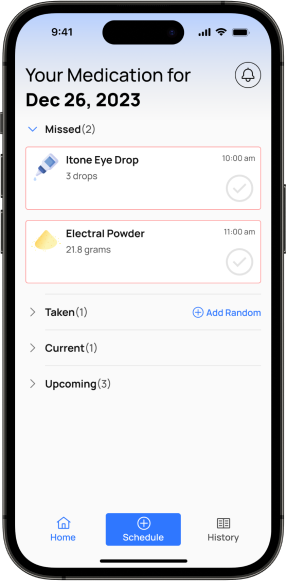 9:41
Your Medication for
Dec 26, 2023
Missed(2)
Itone Eye Drop
10:00 am
3 drops
Electral Powder
11:00 am
21.8 grams
Taken(1)
Add Random
Current(1)
Upcoming(3)
Home
Schedule
History